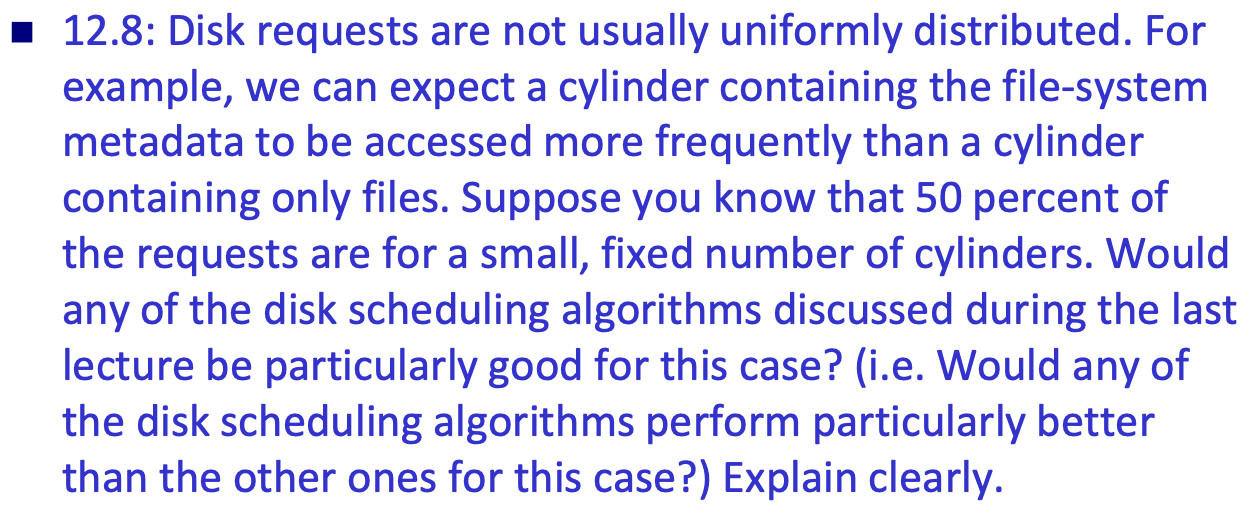 ■ 12.8: Disk requests are not usually uniformly distributed. For
example, we can expect a cylinder containing the file-system
metadata to be accessed more frequently than a cylinder
containing only files. Suppose you know that 50 percent of
the requests are for a small, fixed number of cylinders. Would
any of the disk scheduling algorithms discussed during the last
lecture be particularly good for this case? (i.e. Would any of
the disk scheduling algorithms perform particularly better
than the other ones for this case?) Explain clearly.